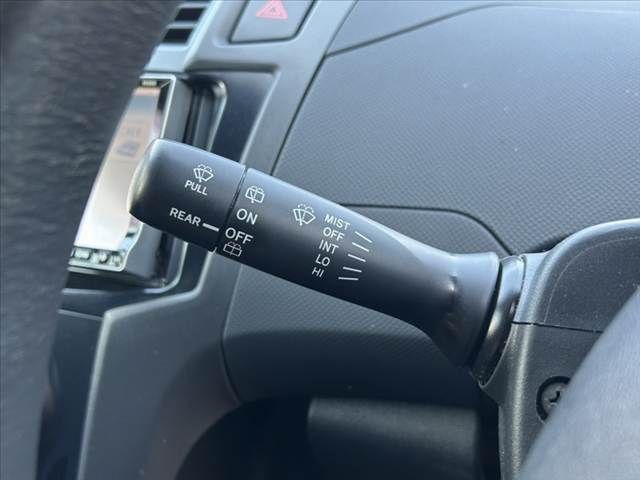 PULL
REAR
ON
OFF
MIST
OFF
INT
LO
HI